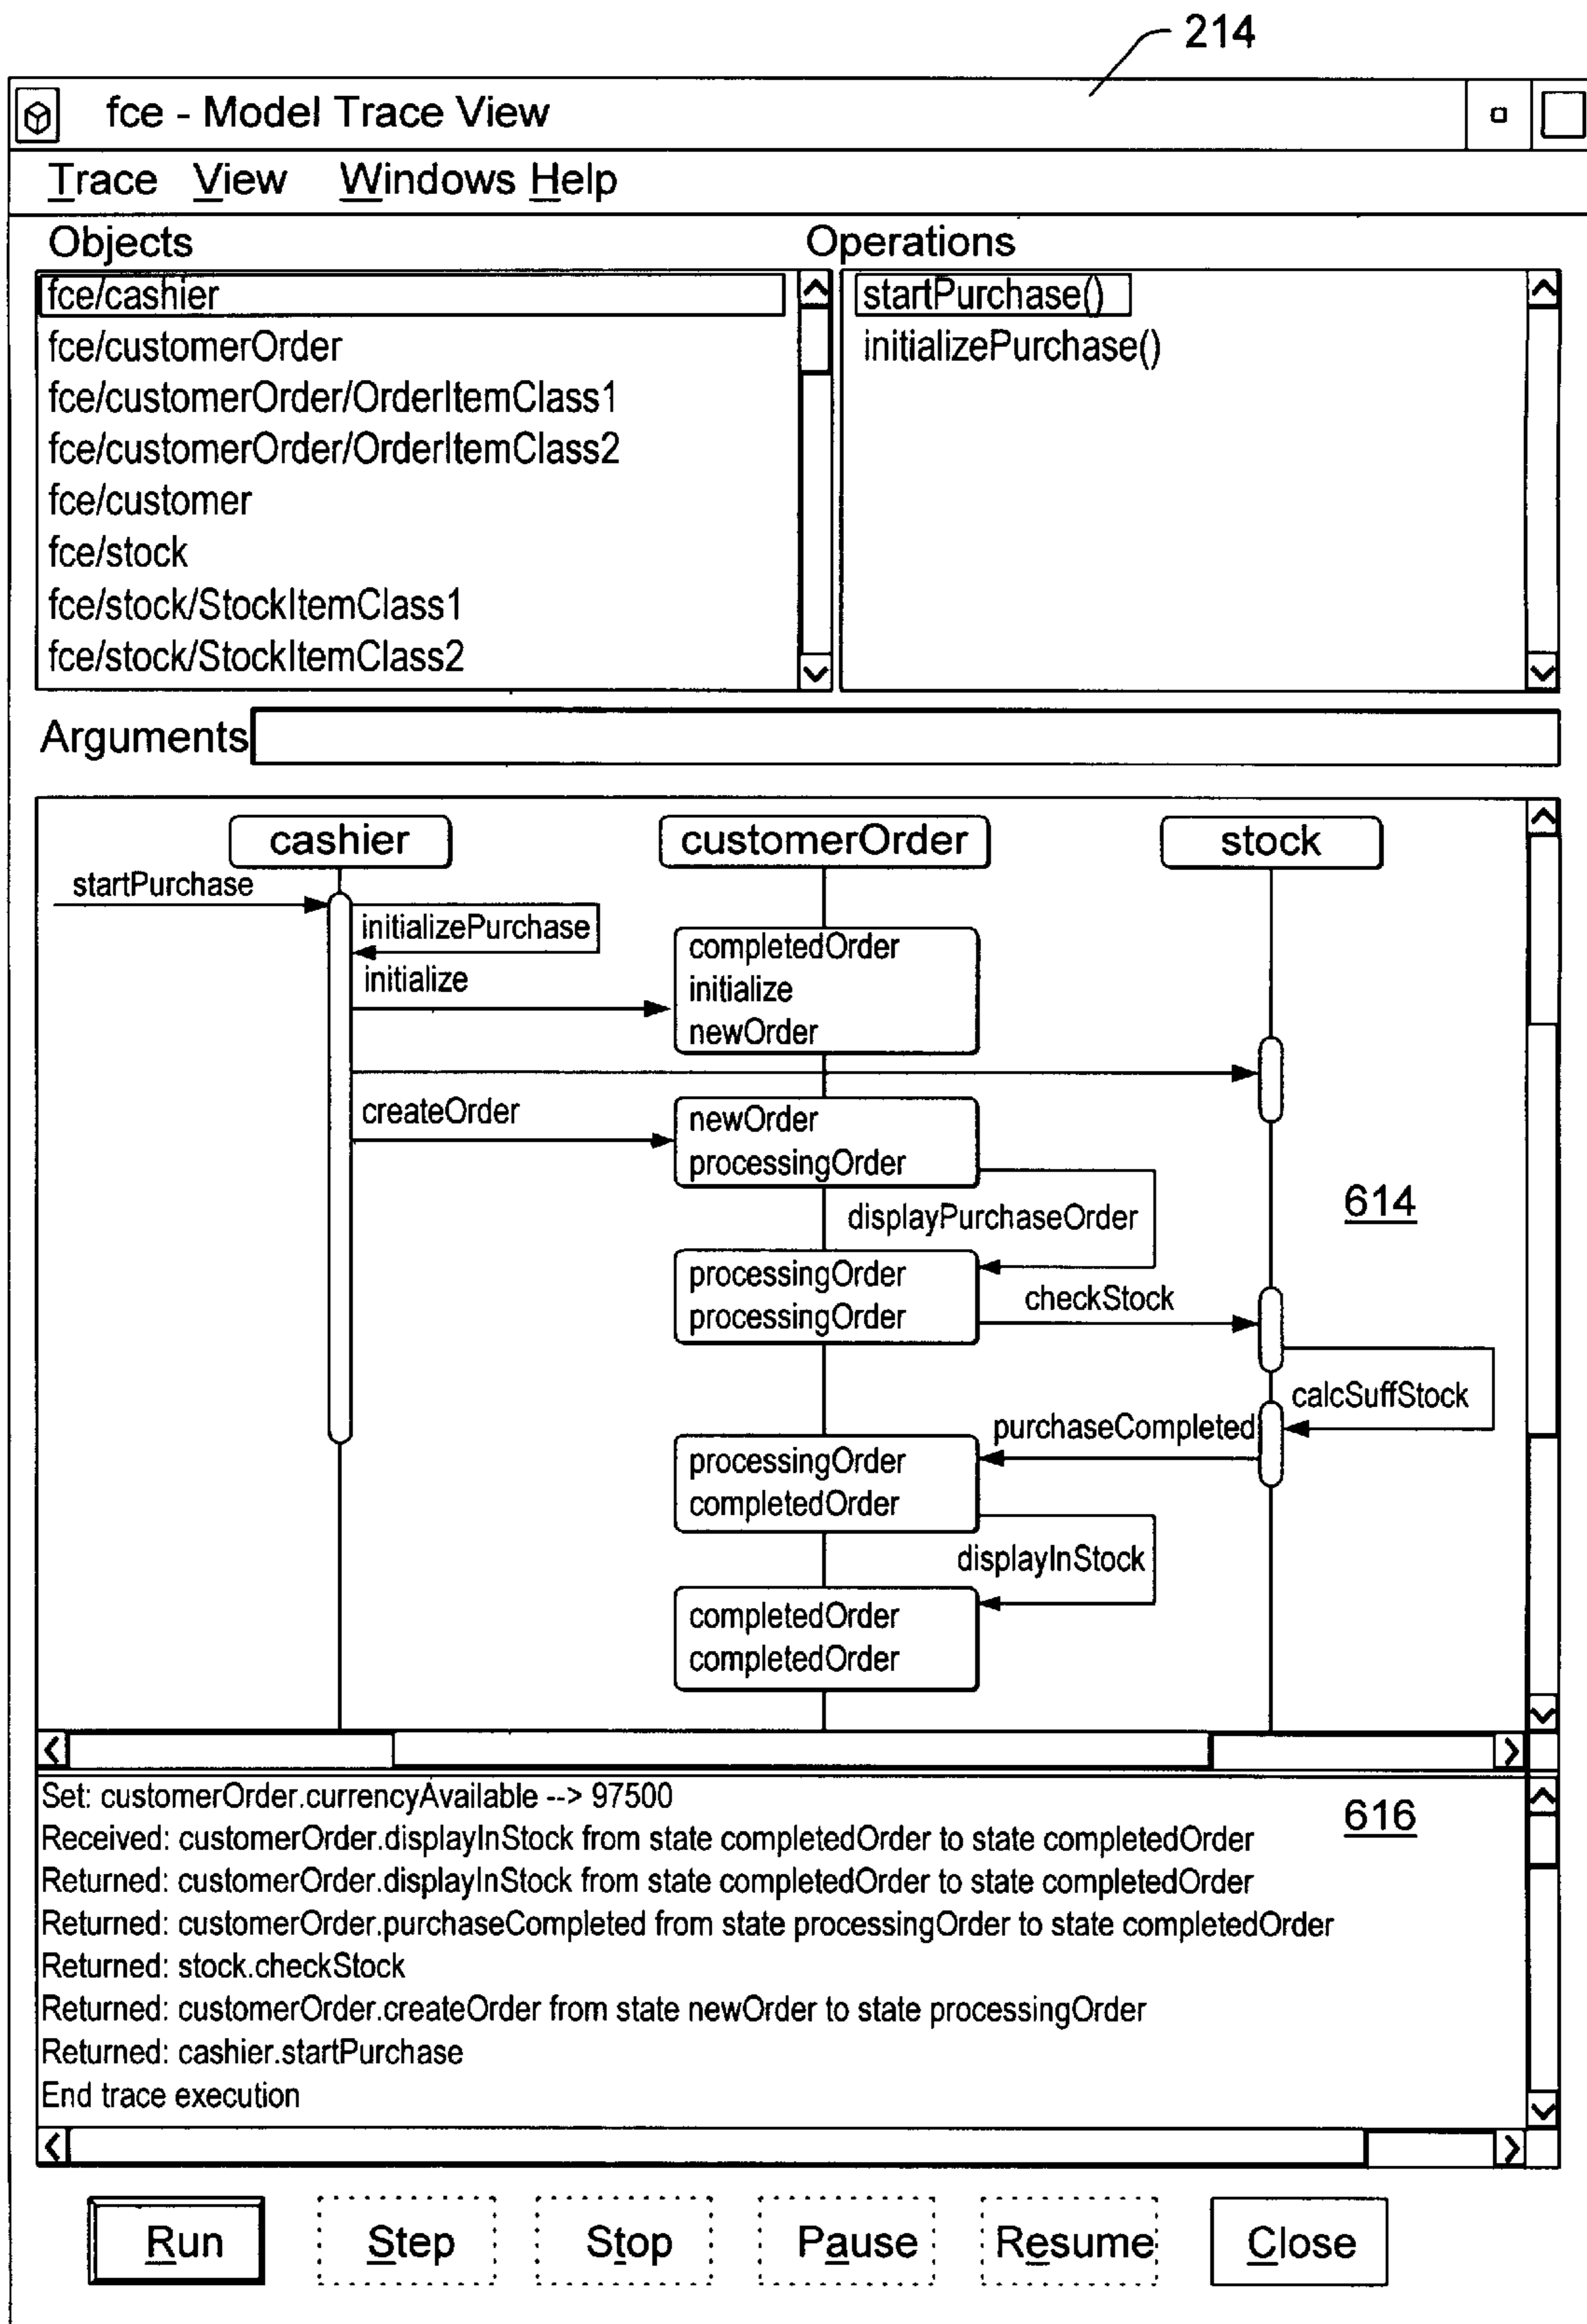 214
fce - Model Trace View
Trace View Windows Help
Objects Operations
fce/cashier startPurchase()
fce/customerOrder initializePurchase()
fce/customerOrder/OrderItemClass1
fce/customerOrder/OrderItemClass2
fce/customer
fce/stock
fce/stock/StockItemClass1
fce/stock/StockItemClass2
Arguments
cashier customerOrder stock
startPurchase
initializePurchase
completedOrder
initialize
initialize
newOrder
createOrder
newOrder
processingOrder
displayPurchaseOrder
614
processingOrder
checkStock
processingOrder
calcSuffStock
purchaseCompleted
processingOrder
completedOrder
displayInStock
completedOrder
completedOrder
Set: customerOrder.currencyAvailable --> 97500
616
Received: customerOrder.displayInStock from state completedOrder to state completedOrder
Returned: customerOrder.displayInStock from state completedOrder to state completedOrder
Returned: customerOrder.purchaseCompleted from state processingOrder to state completedOrder
Returned: stock.checkStock
Returned: customerOrder.createOrder from state newOrder to state processingOrder
Returned: cashier.startPurchase
End trace execution
Run Step Stop Pause Resume Close